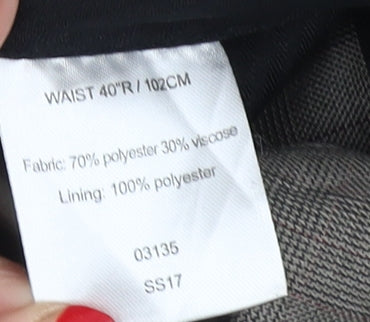 WAIST 40"R / 102CM
Fabric: 70% polyester 30% viscose
Lining: 100% polyester
03135
SS17